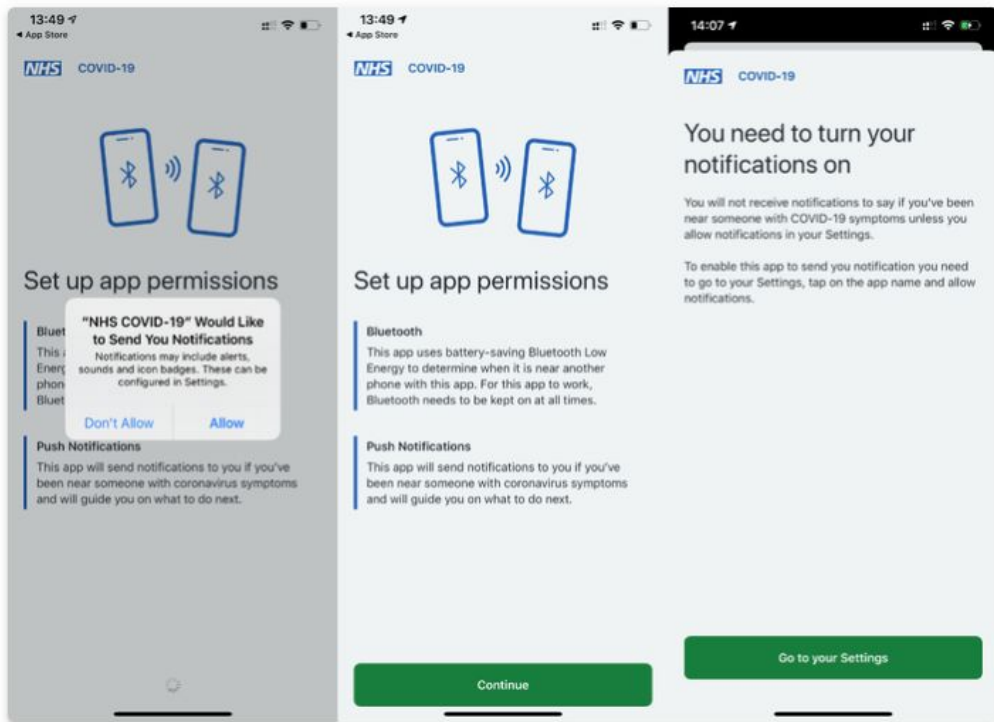 13:49
App Store
NHS COVID-19
Set up app permissions
"NHS COVID-19" Would Like
to Send You Notifications
Notifications may include alerts,
sounds and icon badges. These can be
configured in Settings.
Don't Allow
Allow
Bluet
This
Energ
phon
Bluet
Push Notifications
This app will send notifications to you if you've
been near someone with coronavirus symptoms
and will guide you on what to do next.
13:49
App Store
NHS COVID-19
Set up app permissions
Bluetooth
This app uses battery-saving Bluetooth Low
Energy to determine when it is near another
phone with this app. For this app to work,
Bluetooth needs to be kept on at all times.
Push Notifications
This app will send notifications to you if you've
been near someone with coronavirus symptoms
and will guide you on what to do next.
Continue
14:07
NHS COVID-19
You need to turn your
notifications on
You will not receive notifications to say if you've been
near someone with COVID-19 symptoms unless you
allow notifications in your Settings.
To enable this app to send you notification you need
to go to your Settings, tap on the app name and allow
notifications.
Go to your Settings